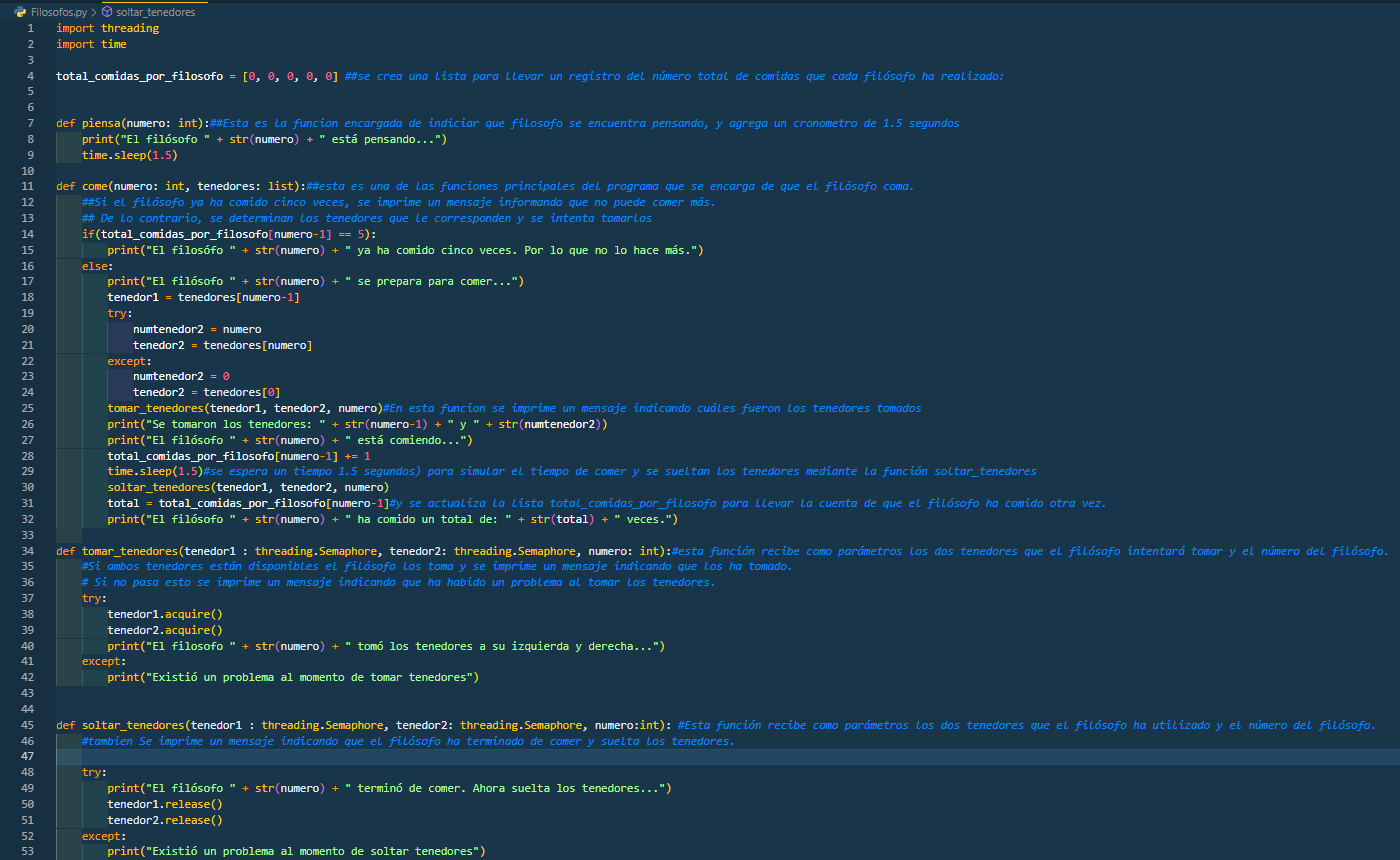 Filosofos.py > soltar_tenedores
1 import threading
2 import time
3
4 total_comidas_por_filosofo = [0, 0, 0, 0, 0] ##se crea una lista para llevar un registro del número total de comidas que cada filósofo ha realizado:
5
6
7 def piensa(numero: int):##Esta es la funcion encargada de indiciar que filosofo se encuentra pensando, y agrega un cronometro de 1.5 segundos
8     print("El filósofo " + str(numero) + " está pensando...")
9     time.sleep(1.5)
10
11 def come(numero: int, tenedores: list):##esta es una de las funciones principales del programa que se encarga de que el filósofo coma.
12     ##Si el filósofo ya ha comido cinco veces, se imprime un mensaje informando que no puede comer más.
13     ## De lo contrario, se determinan los tenedores que le corresponden y se intenta tomarlos
14     if(total_comidas_por_filosofo[numero-1] == 5):
15         print("El filosófo " + str(numero) + " ya ha comido cinco veces. Por lo que no lo hace más.")
16     else:
17         print("El filósofo " + str(numero) + " se prepara para comer...")
18         tenedor1 = tenedores[numero-1]
19         try:
20             numtenedor2 = numero
21             tenedor2 = tenedores[numero]
22         except:
23             numtenedor2 = 0
24             tenedor2 = tenedores[0]
25         tomar_tenedores(tenedor1, tenedor2, numero)#En esta funcion se imprime un mensaje indicando cuáles fueron los tenedores tomados
26         print("Se tomaron los tenedores: " + str(numero-1) + " y " + str(numtenedor2))
27         print("El filósofo " + str(numero) + " está comiendo...")
28         total_comidas_por_filosofo[numero-1] += 1
29         time.sleep(1.5)#se espera un tiempo 1.5 segundos) para simular el tiempo de comer y se sueltan los tenedores mediante la función soltar_tenedores
30         soltar_tenedores(tenedor1, tenedor2, numero)
31         total = total_comidas_por_filosofo[numero-1]#y se actualiza la lista total_comidas_por_filosofo para llevar la cuenta de que el filósofo ha comido otra vez.
32         print("El filósofo " + str(numero) + " ha comido un total de: " + str(total) + " veces.")
33
34 def tomar_tenedores(tenedor1 : threading.Semaphore, tenedor2: threading.Semaphore, numero: int):#esta función recibe como parámetros los dos tenedores que el filósofo intentará tomar y el número del filósofo.
35     #Si ambos tenedores están disponibles el filósofo los toma y se imprime un mensaje indicando que los ha tomado.
36     # Si no pasa esto se imprime un mensaje indicando que ha habido un problema al tomar los tenedores.
37     try:
38         tenedor1.acquire()
39         tenedor2.acquire()
40         print("El filosofo " + str(numero) + " tomó los tenedores a su izquierda y derecha...")
41     except:
42         print("Existió un problema al momento de tomar tenedores")
43
44
45 def soltar_tenedores(tenedor1 : threading.Semaphore, tenedor2: threading.Semaphore, numero:int): #Esta función recibe como parámetros los dos tenedores que el filósofo ha utilizado y el número del filósofo.
46     #tambien Se imprime un mensaje indicando que el filósofo ha terminado de comer y suelta los tenedores.
47
48     try:
49         print("El filósofo " + str(numero) + " terminó de comer. Ahora suelta los tenedores...")
50         tenedor1.release()
51         tenedor2.release()
52     except:
53         print("Existió un problema al momento de soltar tenedores")